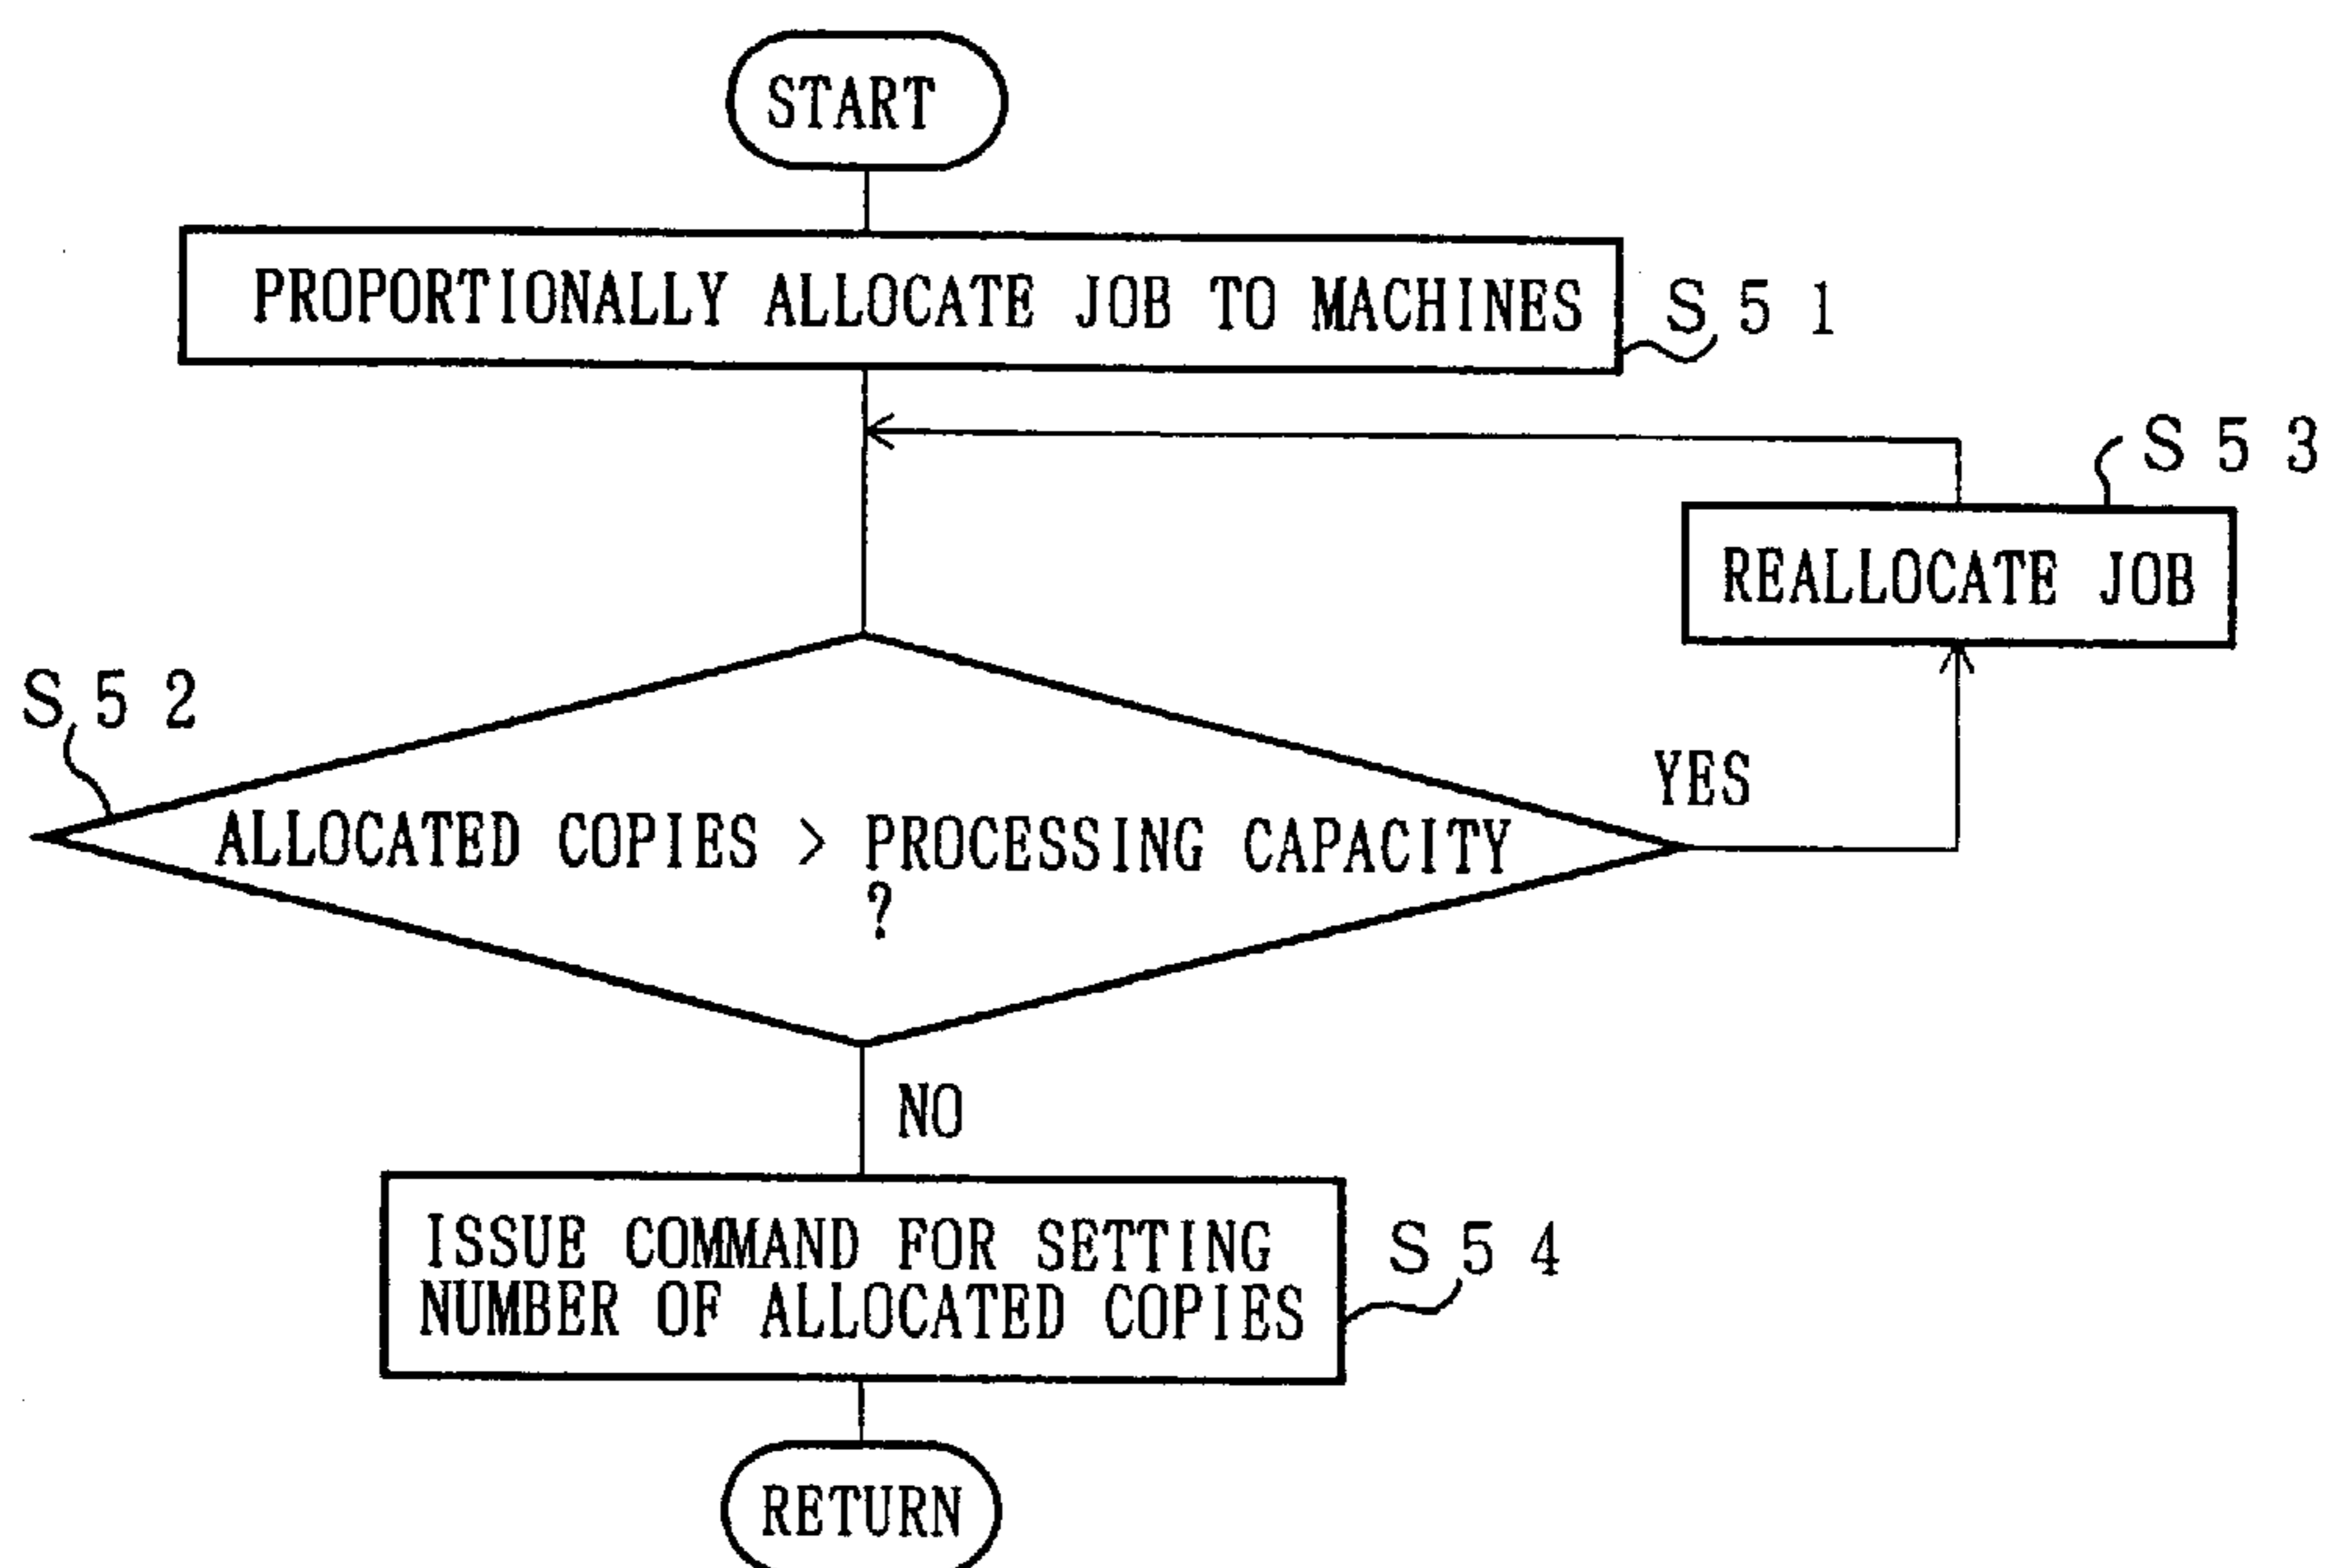 START
PROPORTIONALLY ALLOCATE JOB TO MACHINES
S51
S53
REALLOCATE JOB
S52
YES
ALLOCATED COPIES > PROCESSING CAPACITY
?
NO
ISSUE COMMAND FOR SETTING
NUMBER OF ALLOCATED COPIES
S54
RETURN